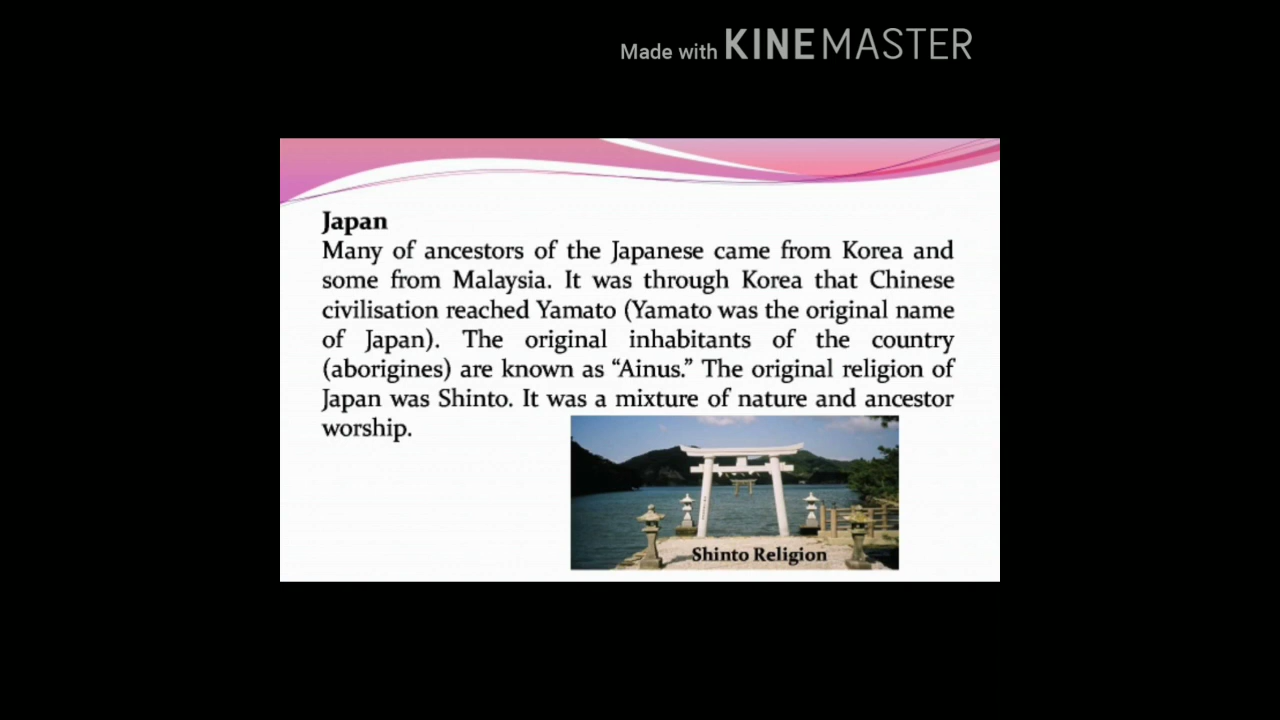 Made with KINEMASTER
Japan
Many of ancestors of the Japanese came from Korea and
some from Malaysia. It was through Korea that Chinese
civilisation reached Yamato (Yamato was the original name
of Japan). The original inhabitants of the country
(aborigines) are known as “Ainus.” The original religion of
Japan was Shinto. It was a mixture of nature and ancestor
worship.
Shinto Religion